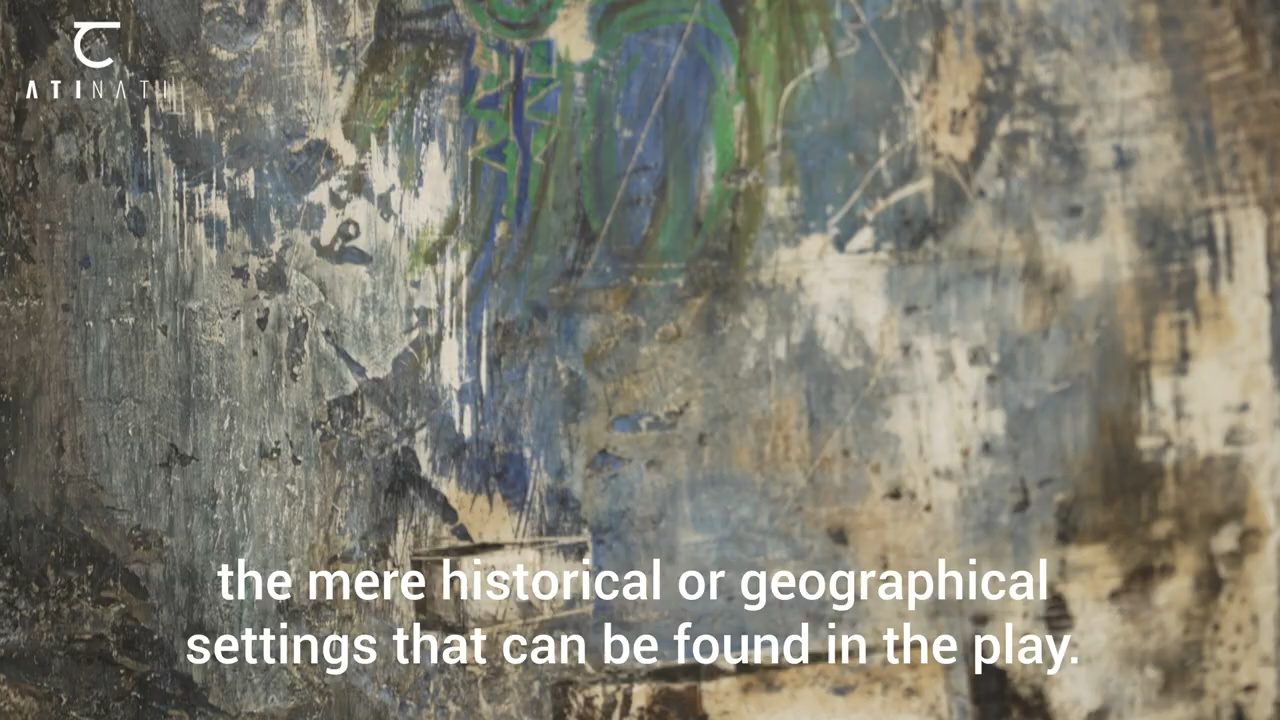 ATINATI
the mere historical or geographical
settings that can be found in the play.